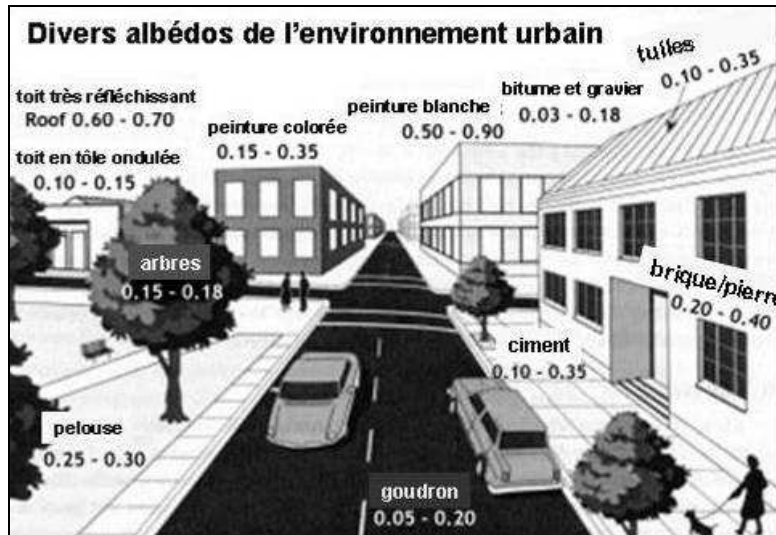 Divers albédos de l'environnement urbain
toit très réfléchissant
Roof 0.60 - 0.70
toit en tôle ondulée
0.10 - 0.15
peinture colorée
0.15 - 0.35
peinture blanche
0.50 - 0.90
bitume et gravier
0.03 - 0.18
tuiles
0.10 - 0.35
arbres
0.15 - 0.18
brique/pierre
0.20 - 0.40
ciment
0.10 - 0.35
pelouse
0.25 - 0.30
goudron
0.05 - 0.20